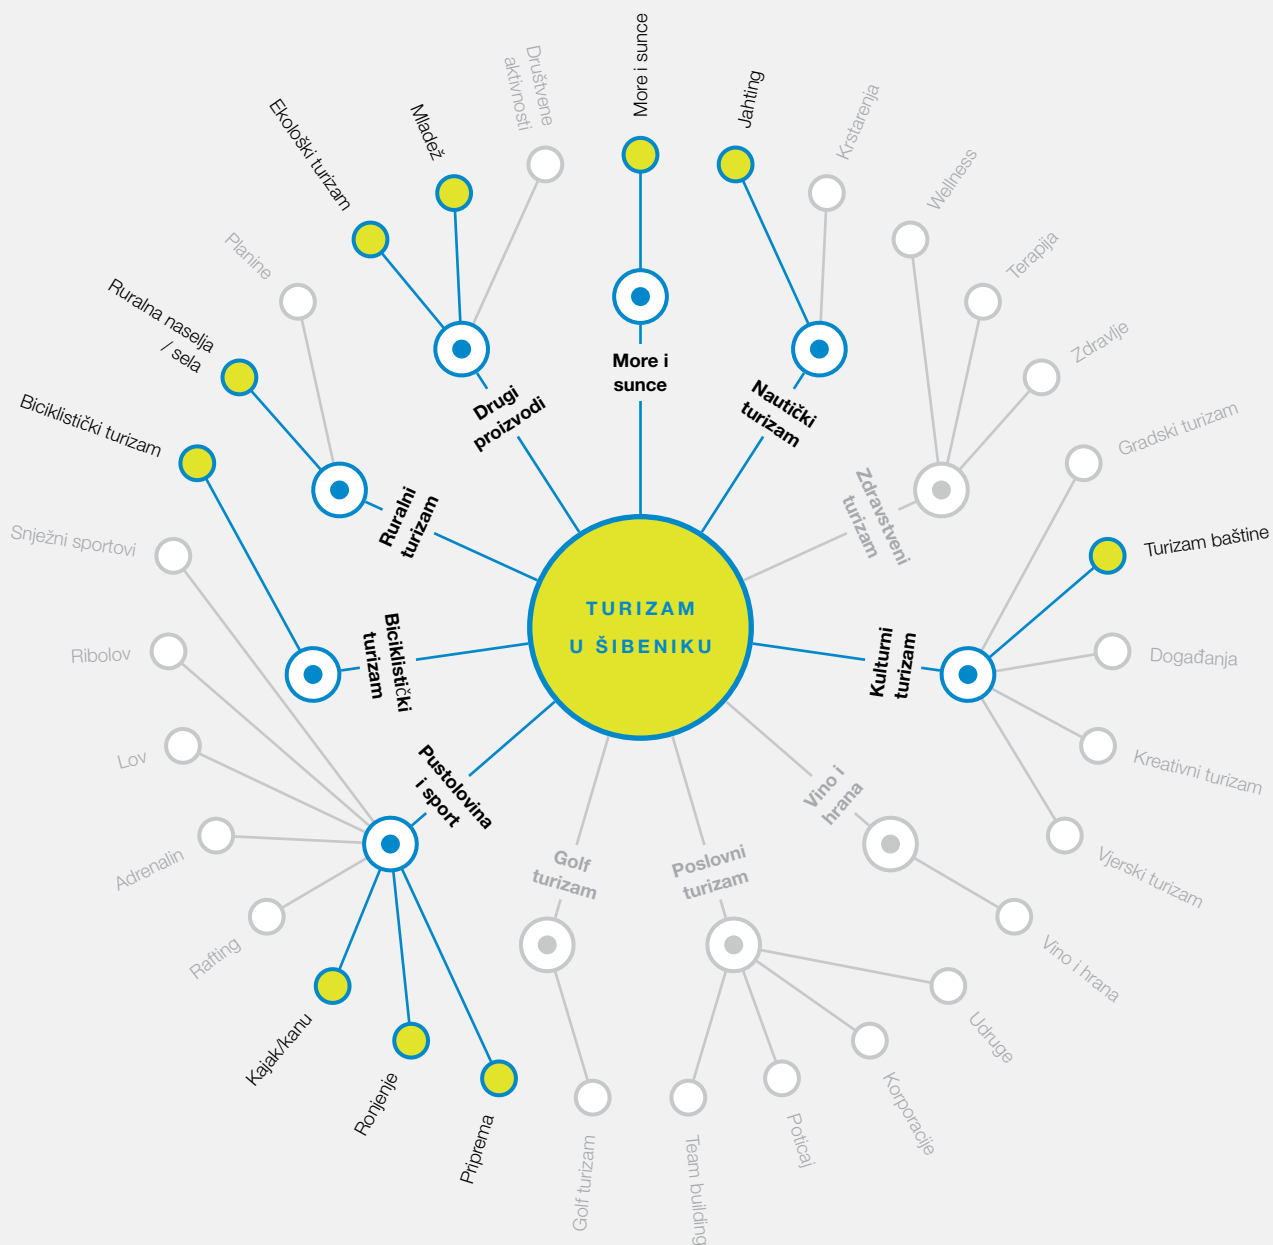 TURIZAM
U ŠIBENIKU
More i
sunce
More i sunce
Nautički
turizam
Jahting
Krstarenja
Zdravstveni
turizam
Wellness
Terapija
Zdravlje
Kulturni
turizam
Gradski turizam
Turizam baštine
Događanja
Kreativni turizam
Vjerski turizam
Vino i
hrana
Vino i hrana
Poslovni
turizam
Udruge
Korporacije
Poticaj
Team building
Golf
turizam
Golf turizam
Pustolovina
i sport
Priprema
Ronjenje
Kajak/kanu
Rafting
Adrenalin
Lov
Ribolov
Snježni sportovi
Biciklistički
turizam
Biciklistički turizam
Ruralni
turizam
Ruralna naselja
/ sela
Planine
Drugi
proizvodi
Ekološki turizam
Mladež
Društvene
aktivnosti